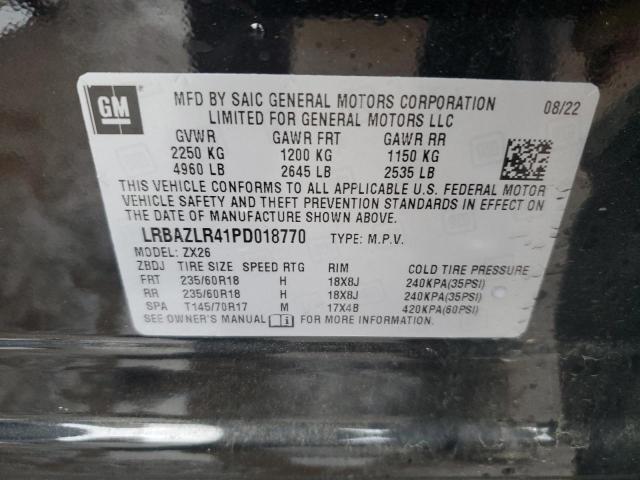 GM
MFD BY SAIC GENERAL MOTORS CORPORATION 08/22
LIMITED FOR GENERAL MOTORS LLC
GVWR GAWR FRT GAWR RR
2250 KG 1200 KG 1150 KG
4960 LB 2645 LB 2535 LB
THIS VEHICLE CONFORMS TO ALL APPLICABLE U.S. FEDERAL MOTOR
VEHICLE SAFETY AND THEFT PREVENTION STANDARDS IN EFFECT ON
THE DATE OF MANUFACTURE SHOWN ABOVE.
LRBAZLR41PD018770 TYPE: M.P.V.
MODEL: ZX26
ZBDJ TIRE SIZE SPEED RTG RIM COLD TIRE PRESSURE
FRT 235/60R18 H 18X8J 240KPA(35PSI)
RR 235/60R18 H 18X8J 240KPA(35PSI)
SPA T145/70R17 M 17X4B 420KPA(60PSI)
SEE OWNER'S MANUAL i FOR MORE INFORMATION